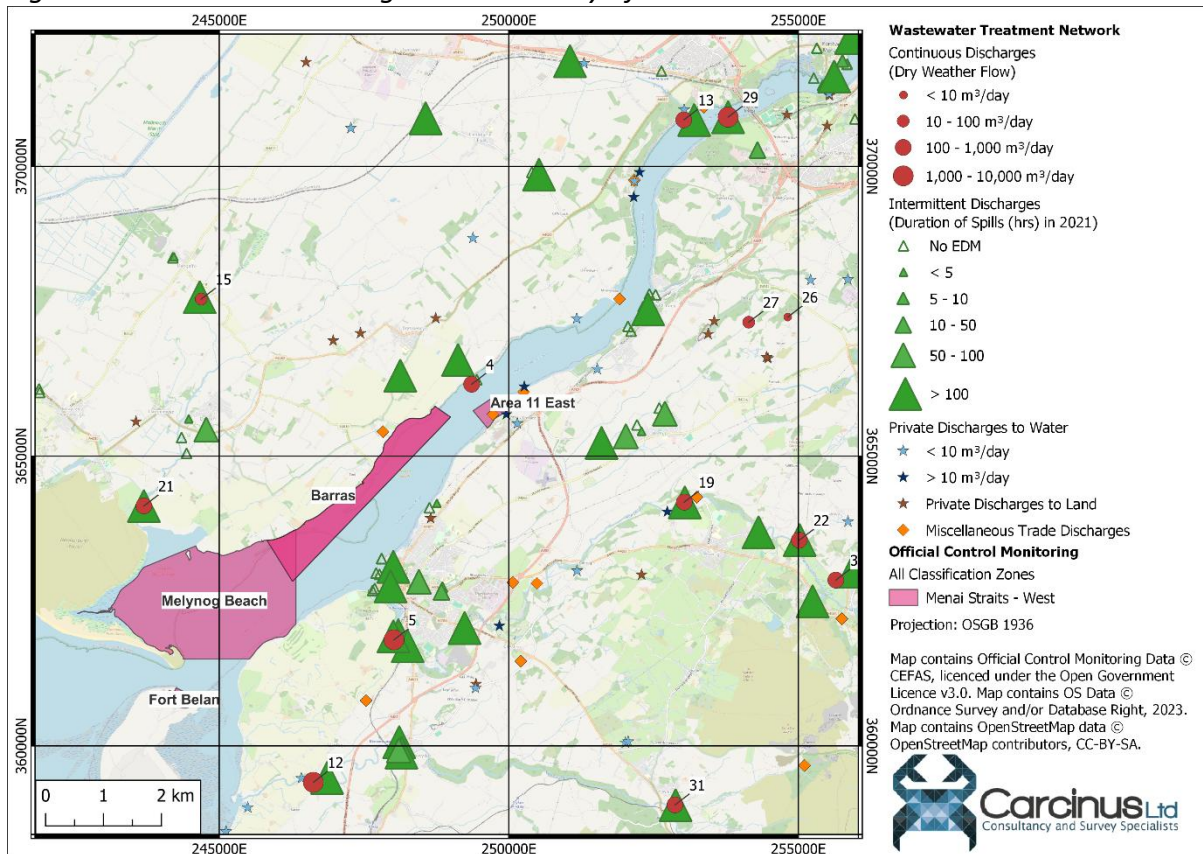 245000E
250000E
255000E
13
29
370000N
370000N
15
27
26
4
Area 11 East
365000N
365000N
Barras
21
19
22
3
Melynog Beach
5
Fort Belan
360000N
360000N
12
31
0 1 2 km
245000E
250000E
255000E
Wastewater Treatment Network
Continuous Discharges
(Dry Weather Flow)
< 10 m³/day
10 - 100 m³/day
100 - 1,000 m³/day
1,000 - 10,000 m³/day
Intermittent Discharges
(Duration of Spills (hrs) in 2021)
No EDM
< 5
5 - 10
10 - 50
50 - 100
> 100
Private Discharges to Water
< 10 m³/day
> 10 m³/day
Private Discharges to Land
Miscellaneous Trade Discharges
Official Control Monitoring
All Classification Zones
Menai Straits - West
Projection: OSGB 1936
Map contains Official Control Monitoring Data ©
CEFAS, licenced under the Open Government
Licence v3.0. Map contains OS Data ©
Ordnance Survey and/or Database Right, 2023.
Map contains OpenStreetMap data ©
OpenStreetMap contributors, CC-BY-SA.
Carcinus Ltd
Consultancy and Survey Specialists